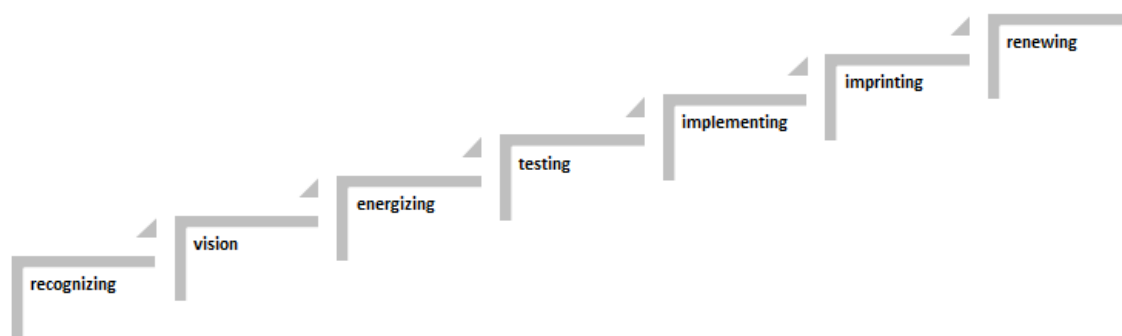 renewing
imprinting
implementing
testing
energizing
vision
recognizing